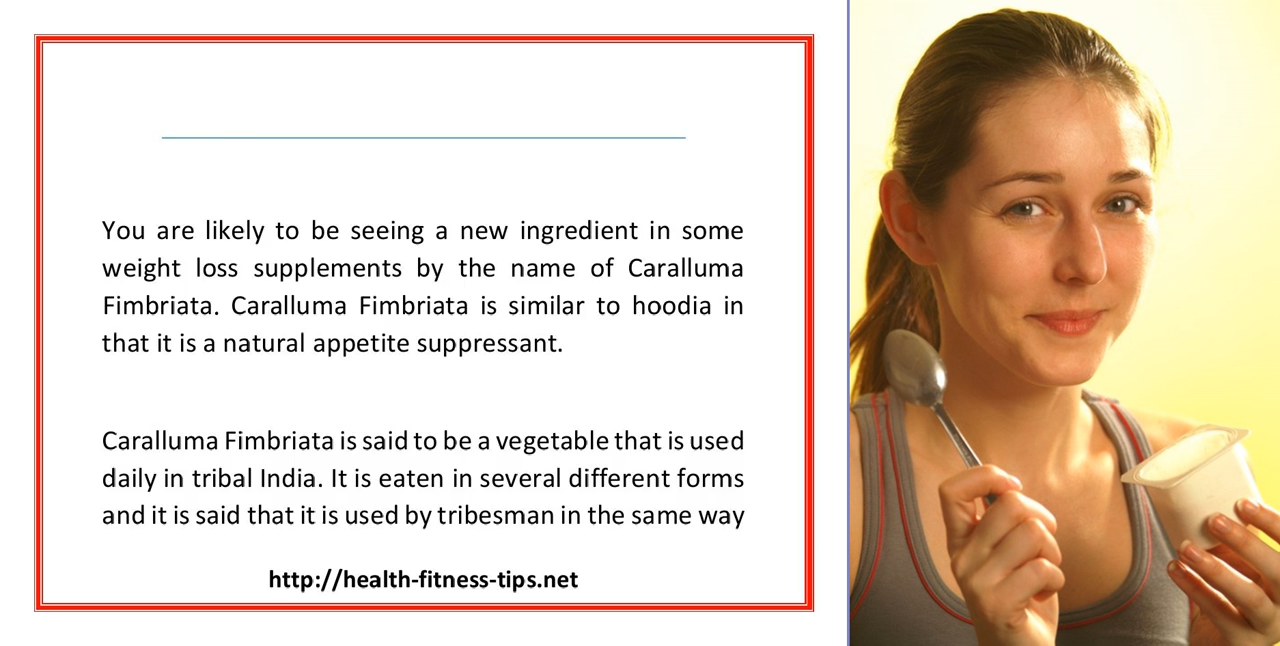 You are likely to be seeing a new ingredient in some
weight loss supplements by the name of Caralluma
Fimbriata. Caralluma Fimbriata is similar to hoodia in
that it is a natural appetite suppressant.
Caralluma Fimbriata is said to be a vegetable that is used
daily in tribal India. It is eaten in several different forms
and it is said that it is used by tribesman in the same way
http://health-fitness-tips.net